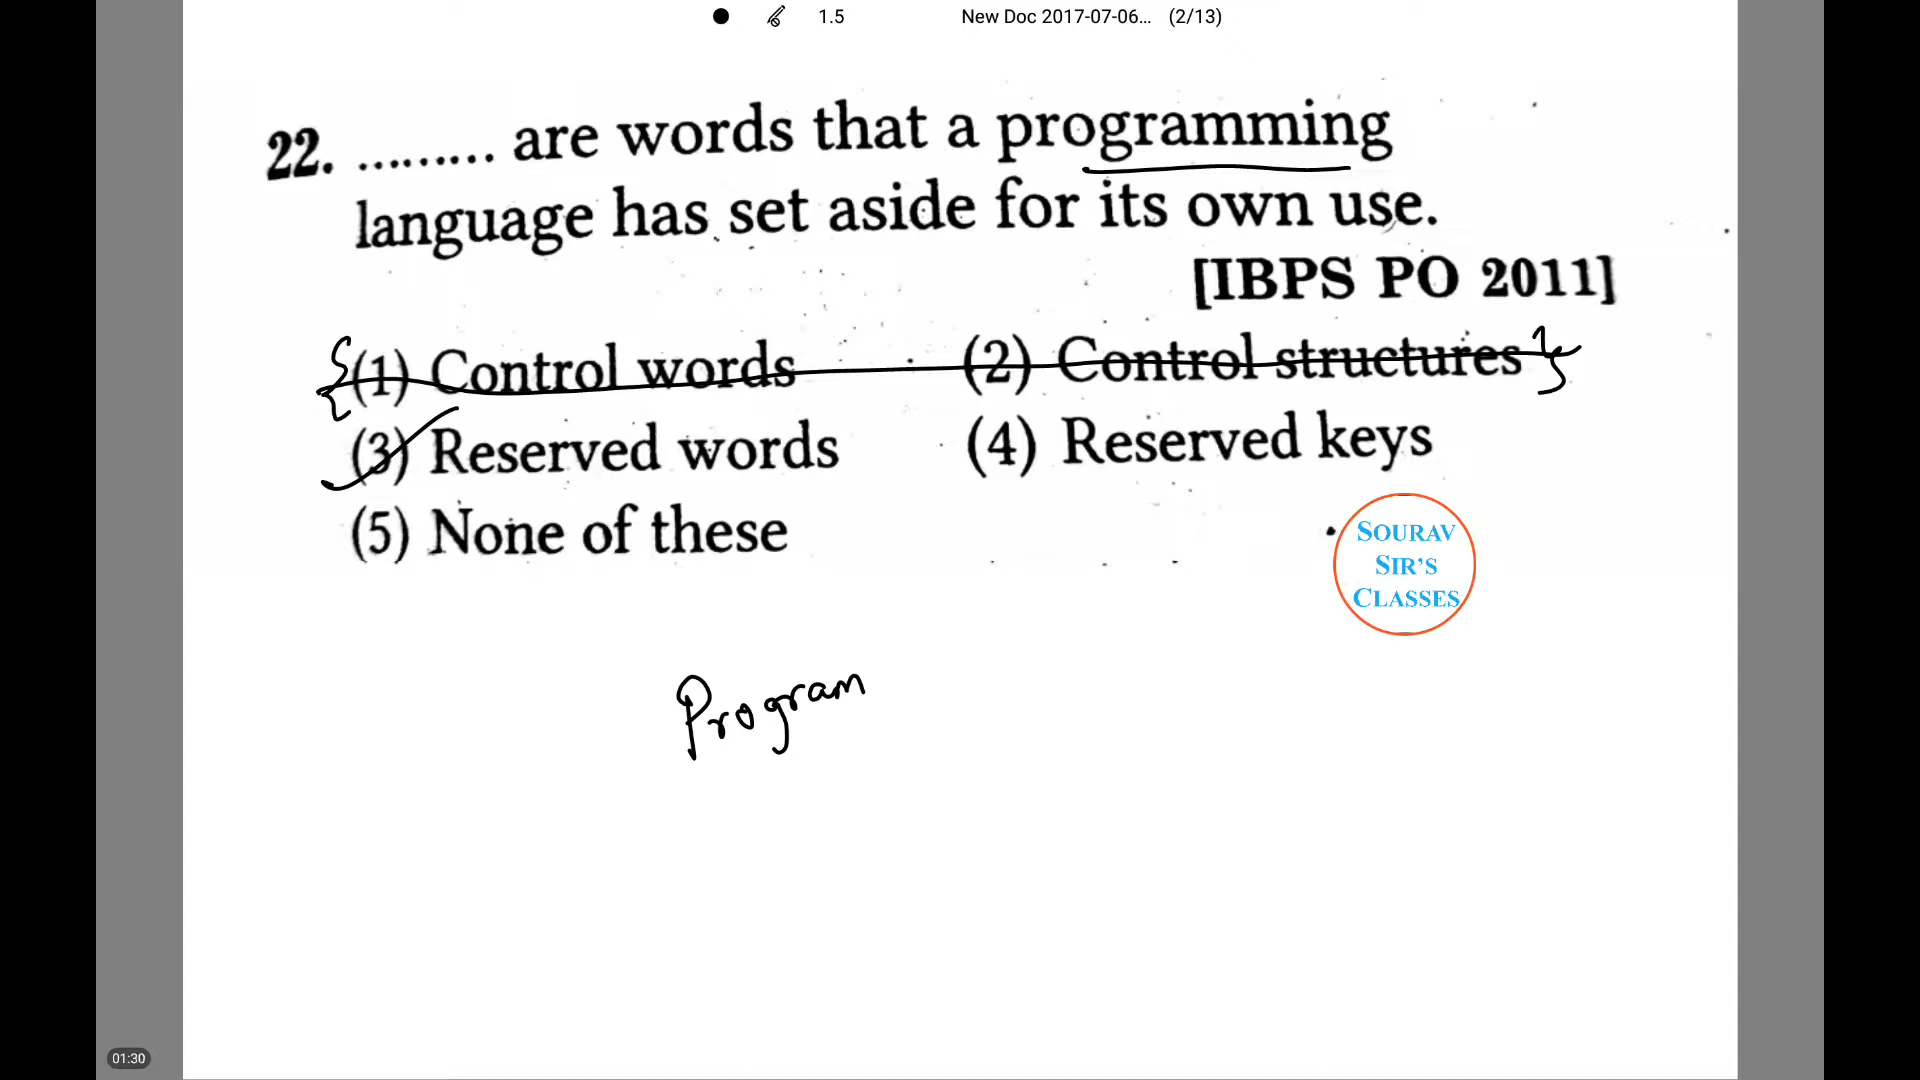 1.5 New Doc 2017-07-06... (2/13)
22. ......... are words that a programming
language has set aside for its own use.
[IBPS PO 2011]
(1) Control words (2) Control structures
(3) Reserved words (4) Reserved keys
(5) None of these
SOURAV
SIR'S
CLASSES
Program
01:30